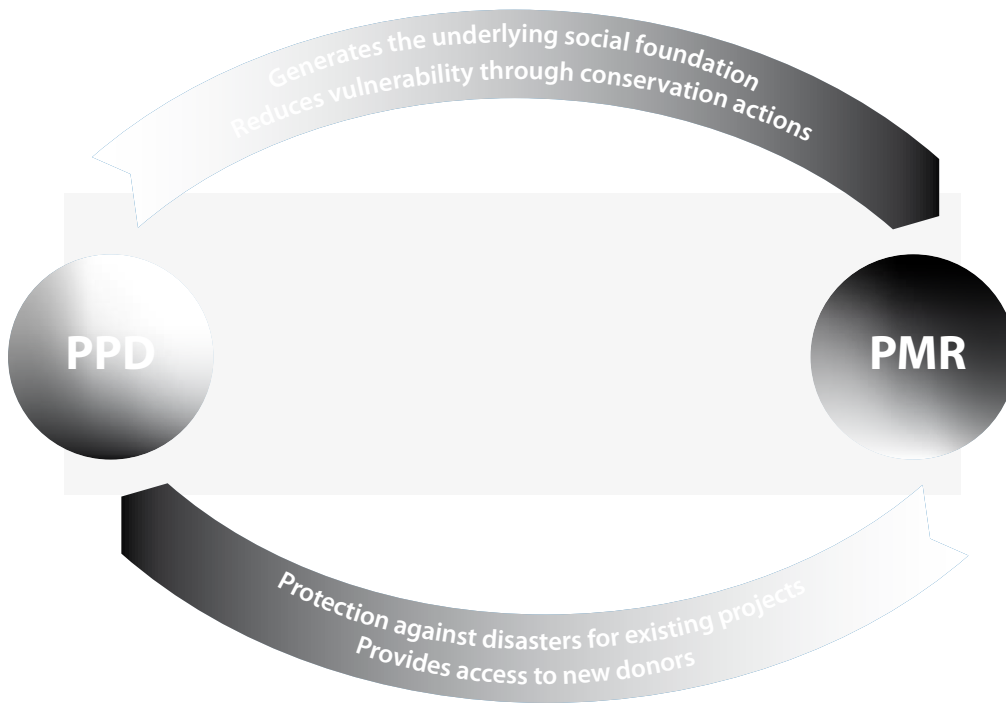 Generates the underlying social foundation
Reduces vulnerability through conservation actions
PPD
PMR
Protection against disasters for existing projects
Provides access to new donors